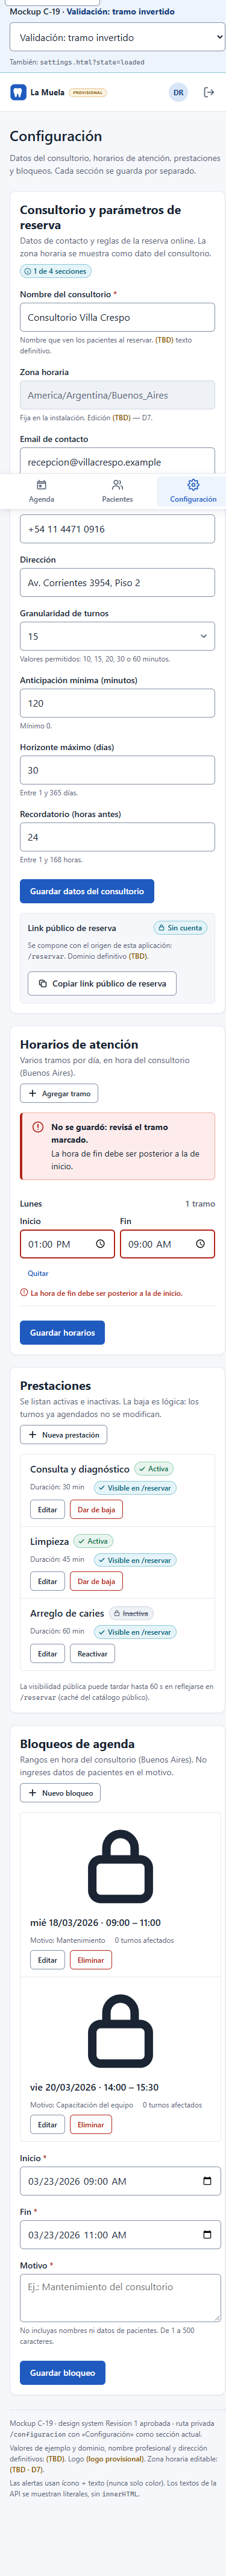 Mockup C-19 · Validación: tramo invertido
Validación: tramo invertido
También: settings.html?state=loaded
La Muela
PROVISIONAL
DR
Configuración
Datos del consultorio, horarios de atención, prestaciones
y bloqueos. Cada sección se guarda por separado.
Consultorio y parámetros de
reserva
Datos de contacto y reglas de la reserva online. La
zona horaria se muestra como dato del consultorio.
1 de 4 secciones
Nombre del consultorio *
Consultorio Villa Crespo
Nombre que ven los pacientes al reservar. (TBD) texto
definitivo.
Zona horaria
America/Argentina/Buenos_Aires
Fija en la instalación. Edición (TBD) — D7.
Email de contacto
recepcion@villacrespo.example
Agenda
Pacientes
Configuración
+54 11 4471 0916
Dirección
Av. Corrientes 3954, Piso 2
Granularidad de turnos
15
Valores permitidos: 10, 15, 20, 30 o 60 minutos.
Anticipación mínima (minutos)
120
Mínimo 0.
Horizonte máximo (días)
30
Entre 1 y 365 días.
Recordatorio (horas antes)
24
Entre 1 y 168 horas.
Guardar datos del consultorio
Link público de reserva
Sin cuenta
Se compone con el origen de esta aplicación:
/reservar. Dominio definitivo (TBD).
Copiar link público de reserva
Horarios de atención
Varios tramos por día, en hora del consultorio
(Buenos Aires).
Agregar tramo
No se guardó: revisá el tramo
marcado.
La hora de fin debe ser posterior a la de
inicio.
Lunes
1 tramo
Inicio
Fin
01:00 PM
09:00 AM
Quitar
La hora de fin debe ser posterior a la de inicio.
Guardar horarios
Prestaciones
Se listan activas e inactivas. La baja es lógica: los
turnos ya agendados no se modifican.
Nueva prestación
Consulta y diagnóstico
Activa
Duración: 30 min
Visible en /reservar
Editar
Dar de baja
Limpieza
Activa
Duración: 45 min
Visible en /reservar
Editar
Dar de baja
Arreglo de caries
Inactiva
Duración: 60 min
Visible en /reservar
Editar
Reactivar
La visibilidad pública puede tardar hasta 60 s en reflejarse en
/reservar (caché del catálogo público).
Bloqueos de agenda
Rangos en hora del consultorio (Buenos Aires). No
ingreses datos de pacientes en el motivo.
Nuevo bloqueo
mié 18/03/2026 · 09:00 – 11:00
Motivo: Mantenimiento
0 turnos afectados
Editar
Eliminar
vie 20/03/2026 · 14:00 – 15:30
Motivo: Capacitación del equipo
0 turnos afectados
Editar
Eliminar
Inicio *
03/23/2026 09:00 AM
Fin *
03/23/2026 11:00 AM
Motivo *
Ej.: Mantenimiento del consultorio
No incluyas nombres ni datos de pacientes. De 1 a 500
caracteres.
Guardar bloqueo
Mockup C-19 · design system Revision 1 aprobada · ruta privada
/configuracion con «Configuración» como sección actual.
Valores de ejemplo y dominio, nombre profesional y dirección
definitivos: (TBD). Logo (logo provisional). Zona horaria editable:
(TBD · D7).
Las alertas usan ícono + texto (nunca solo color). Los textos de la
API se muestran literales, sin innerHTML.